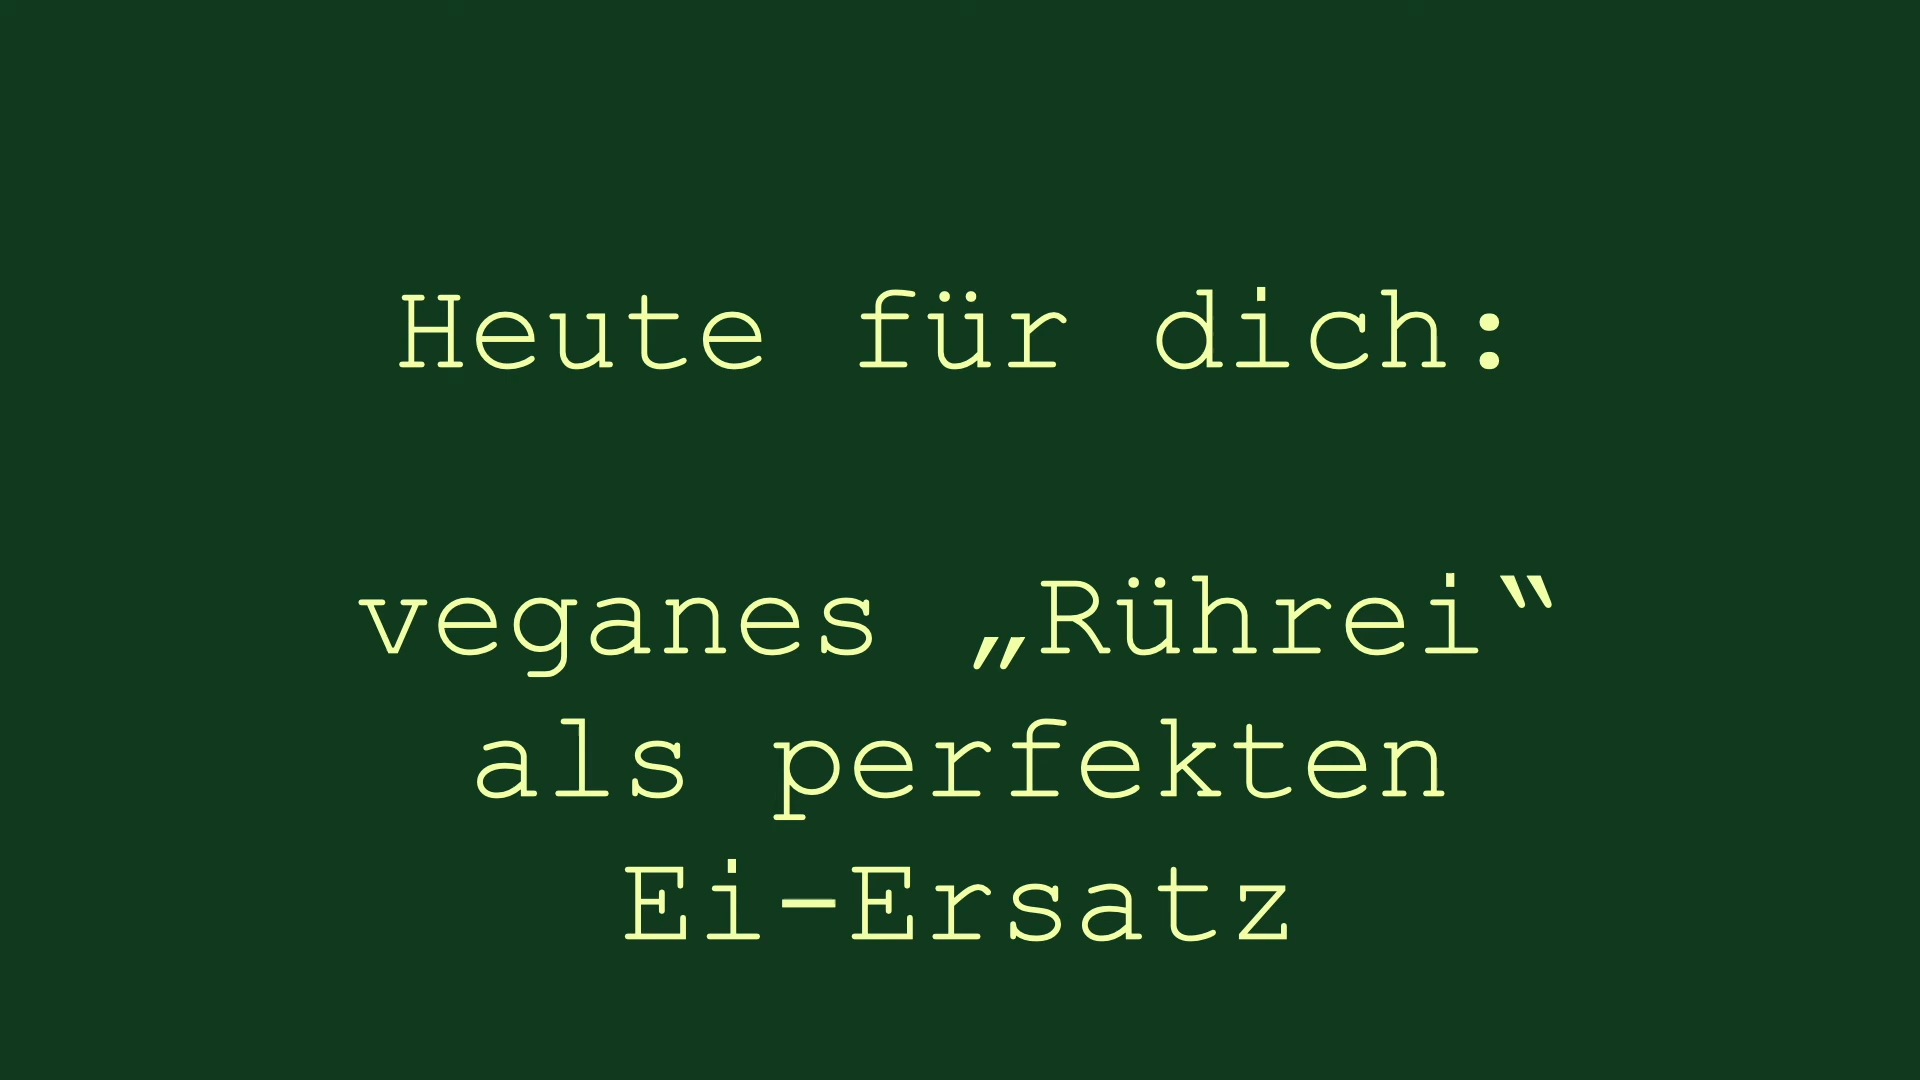 Heute für dich:
veganes „Rührei“
als perfekten
Ei-Ersatz